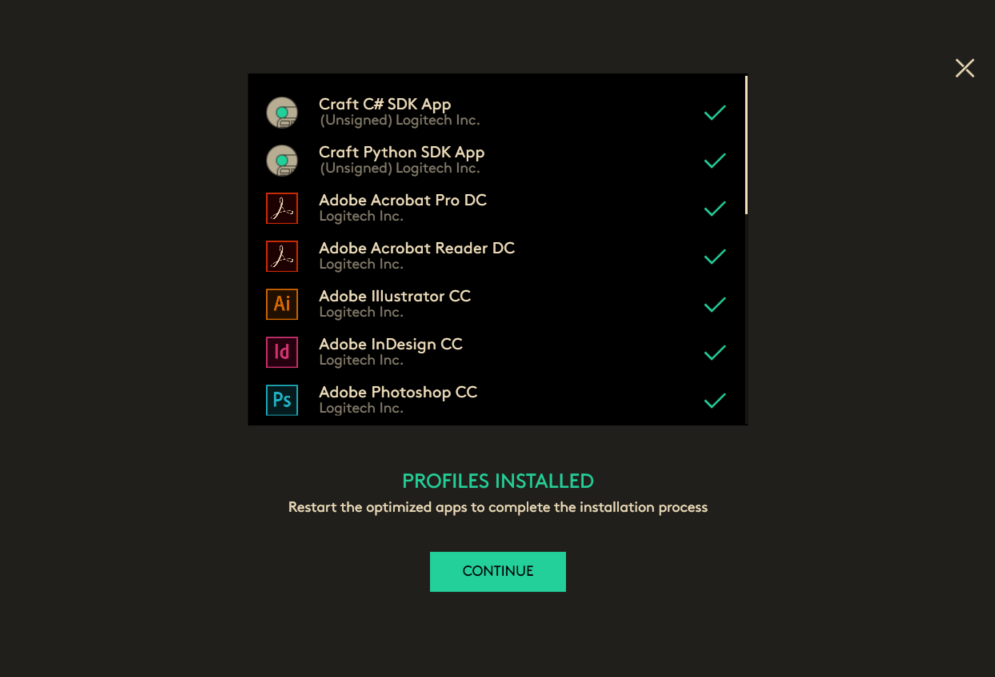 Craft C# SDK App
(Unsigned) Logitech Inc.
Craft Python SDK App
(Unsigned) Logitech Inc.
Adobe Acrobat Pro DC
Logitech Inc.
Adobe Acrobat Reader DC
Logitech Inc.
Ai
Adobe Illustrator CC
Logitech Inc.
Id
Adobe InDesign CC
Logitech Inc.
Ps
Adobe Photoshop CC
Logitech Inc.
PROFILES INSTALLED
Restart the optimized apps to complete the installation process
CONTINUE